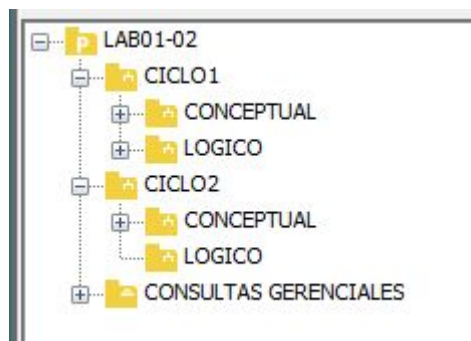 LAB01-02
CICLO1
CONCEPTUAL
LOGICO
CICLO2
CONCEPTUAL
LOGICO
CONSULTAS GERENCIALES